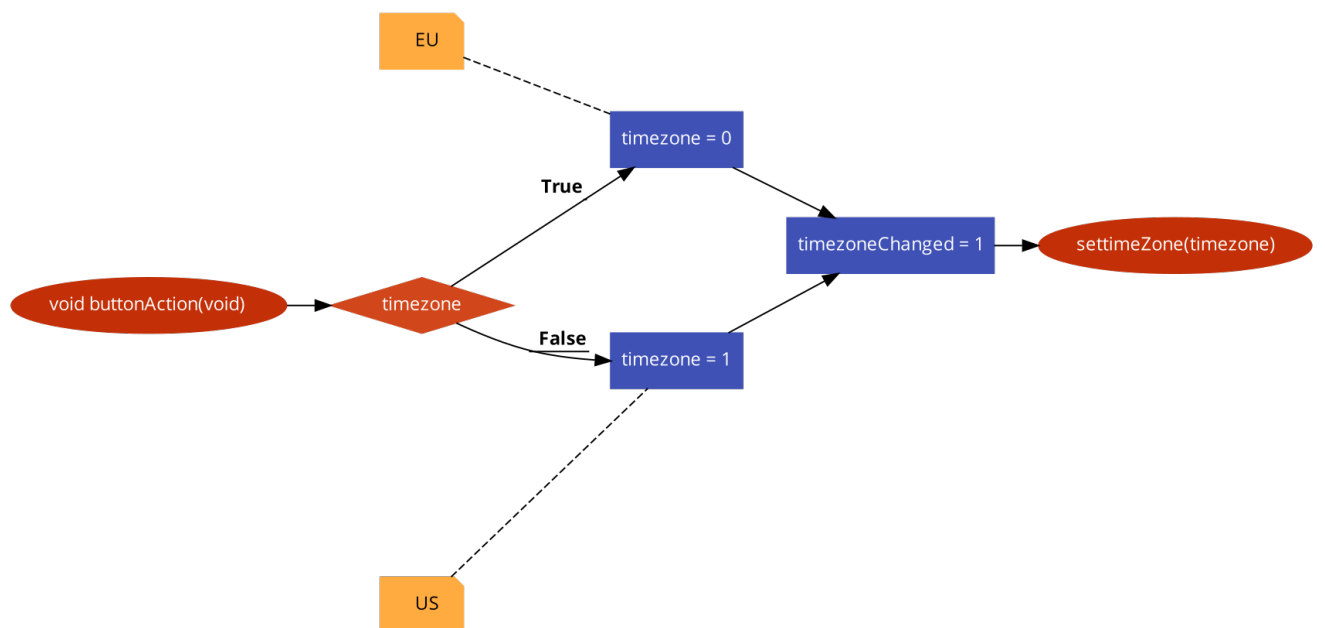 EU
timezone = 0
True
timezoneChanged = 1
settimeZone(timezone)
void buttonAction(void)
timezone
False
timezone = 1
US